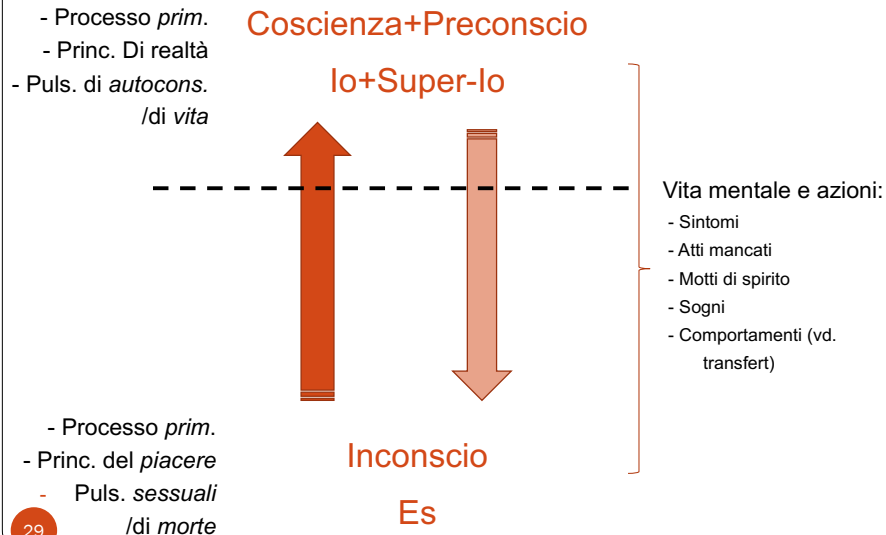 - Processo prim.
- Princ. Di realtà
- Puls. di autocons.
/di vita
Coscienza+Preconscio
Io+Super-Io
Vita mentale e azioni:
- Sintomi
- Atti mancati
- Motti di spirito
- Sogni
- Comportamenti (vd.
transfert)
- Processo prim.
- Princ. del piacere
- Puls. sessuali
/di morte
Inconscio
Es
29